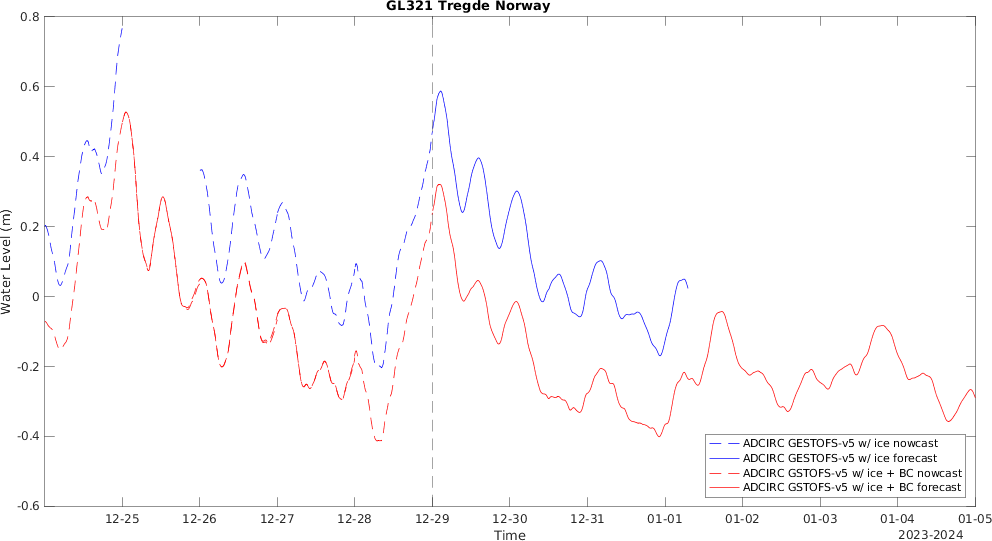 GL321 Tregde Norway
Water Level (m)
0.8
0.6
0.4
0.2
0
-0.2
-0.4
-0.6
12-25 12-26 12-27 12-28 12-29 12-30 12-31 01-01 01-02 01-03 01-04 01-05
Time
2023-2024
ADCIRC GESTOFS-v5 w/ ice nowcast
ADCIRC GESTOFS-v5 w/ ice forecast
ADCIRC GSTOFS-v5 w/ ice + BC nowcast
ADCIRC GSTOFS-v5 w/ ice + BC forecast